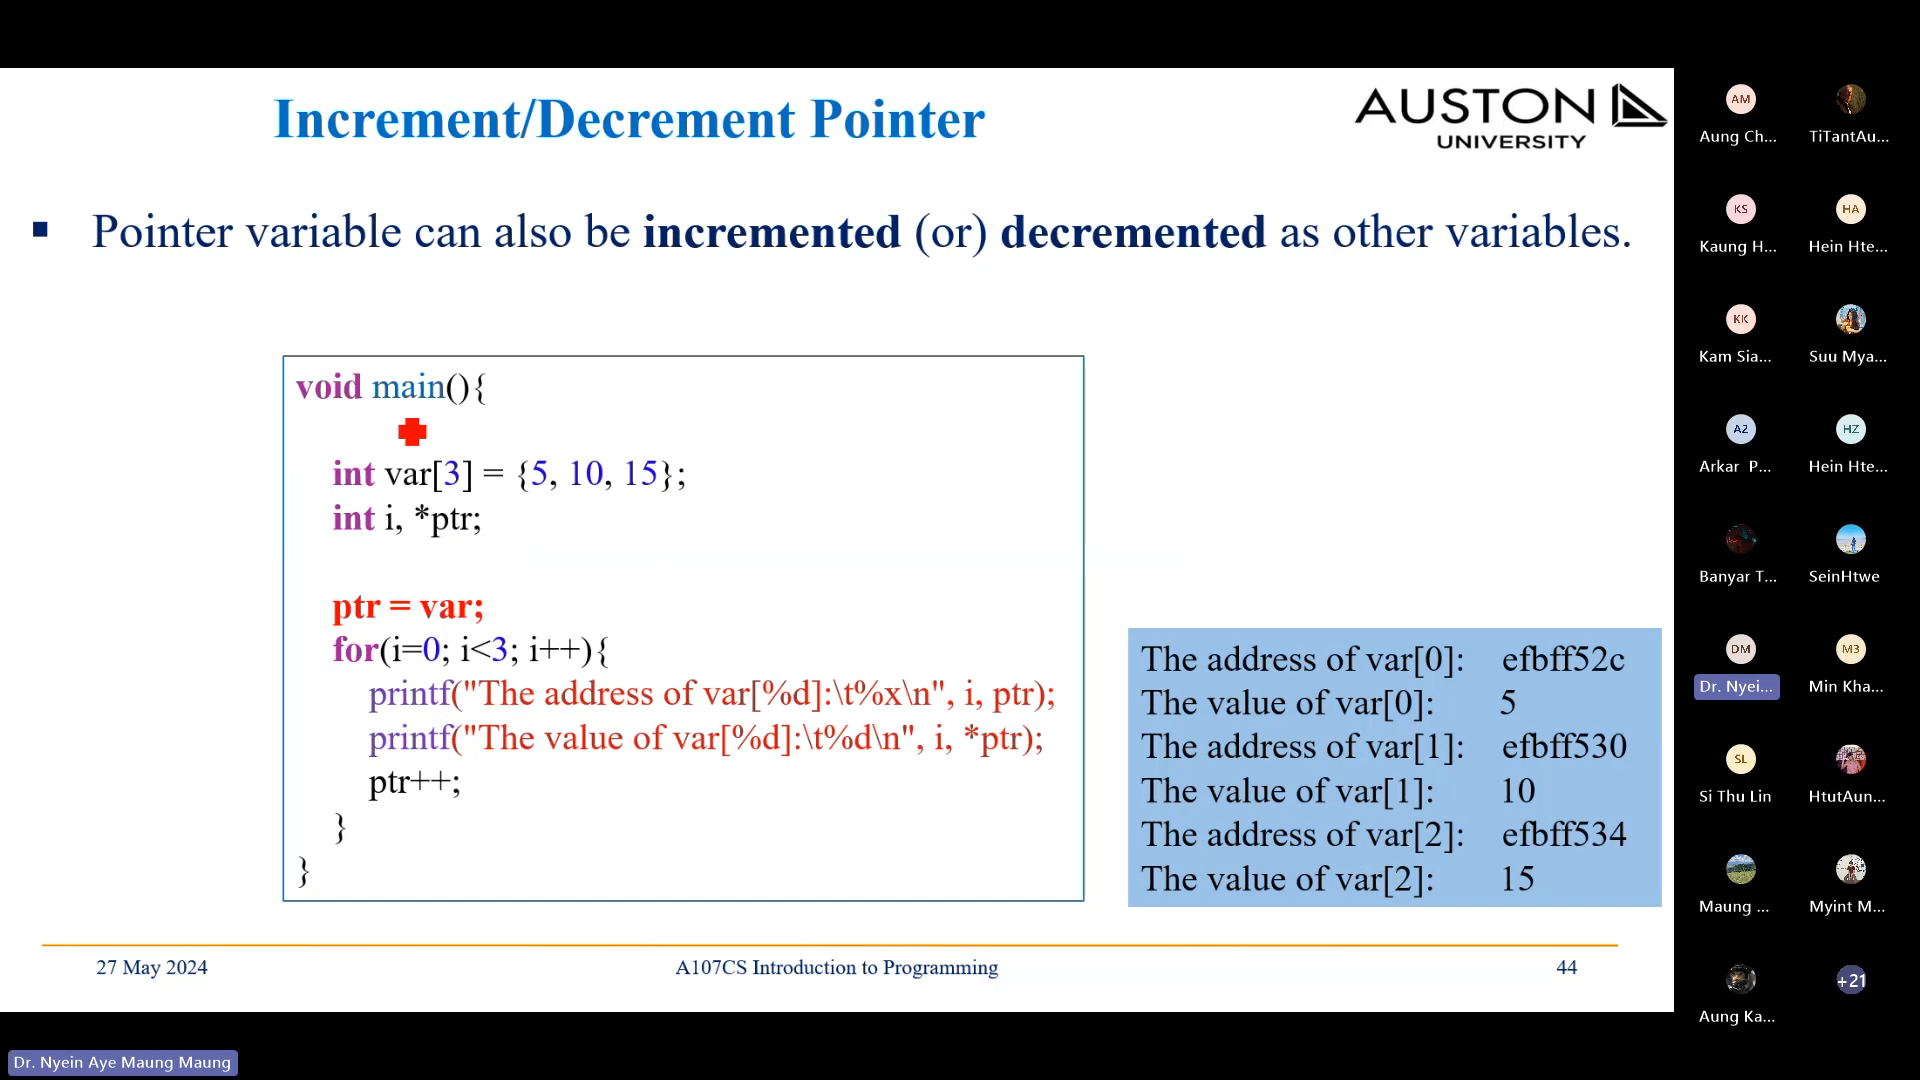 Increment/Decrement Pointer
AUSTON
UNIVERSITY
▪ Pointer variable can also be incremented (or) decremented as other variables.
void main(){
int var[3] = {5, 10, 15};
int i, *ptr;
ptr = var;
for(i=0; i<3; i++){
printf("The address of var[%d]:\t%x\n", i, ptr);
printf("The value of var[%d]:\t%d\n", i, *ptr);
ptr++;
}
}
The address of var[0]: efbff52c
The value of var[0]: 5
The address of var[1]: efbff530
The value of var[1]: 10
The address of var[2]: efbff534
The value of var[2]: 15
27 May 2024
A107CS Introduction to Programming
44
AM
Aung Ch...
TiTantAu...
KS
Kaung H...
HA
Hein Hte...
KK
Kam Sia...
Suu Mya...
A2
Arkar P...
HZ
Hein Hte...
Banyar T...
SeinHtwe
DM
Dr. Nyei...
M3
Min Kha...
SL
Si Thu Lin
HtutAun...
Maung ...
Myint M...
Aung Ka...
+21
Dr. Nyein Aye Maung Maung